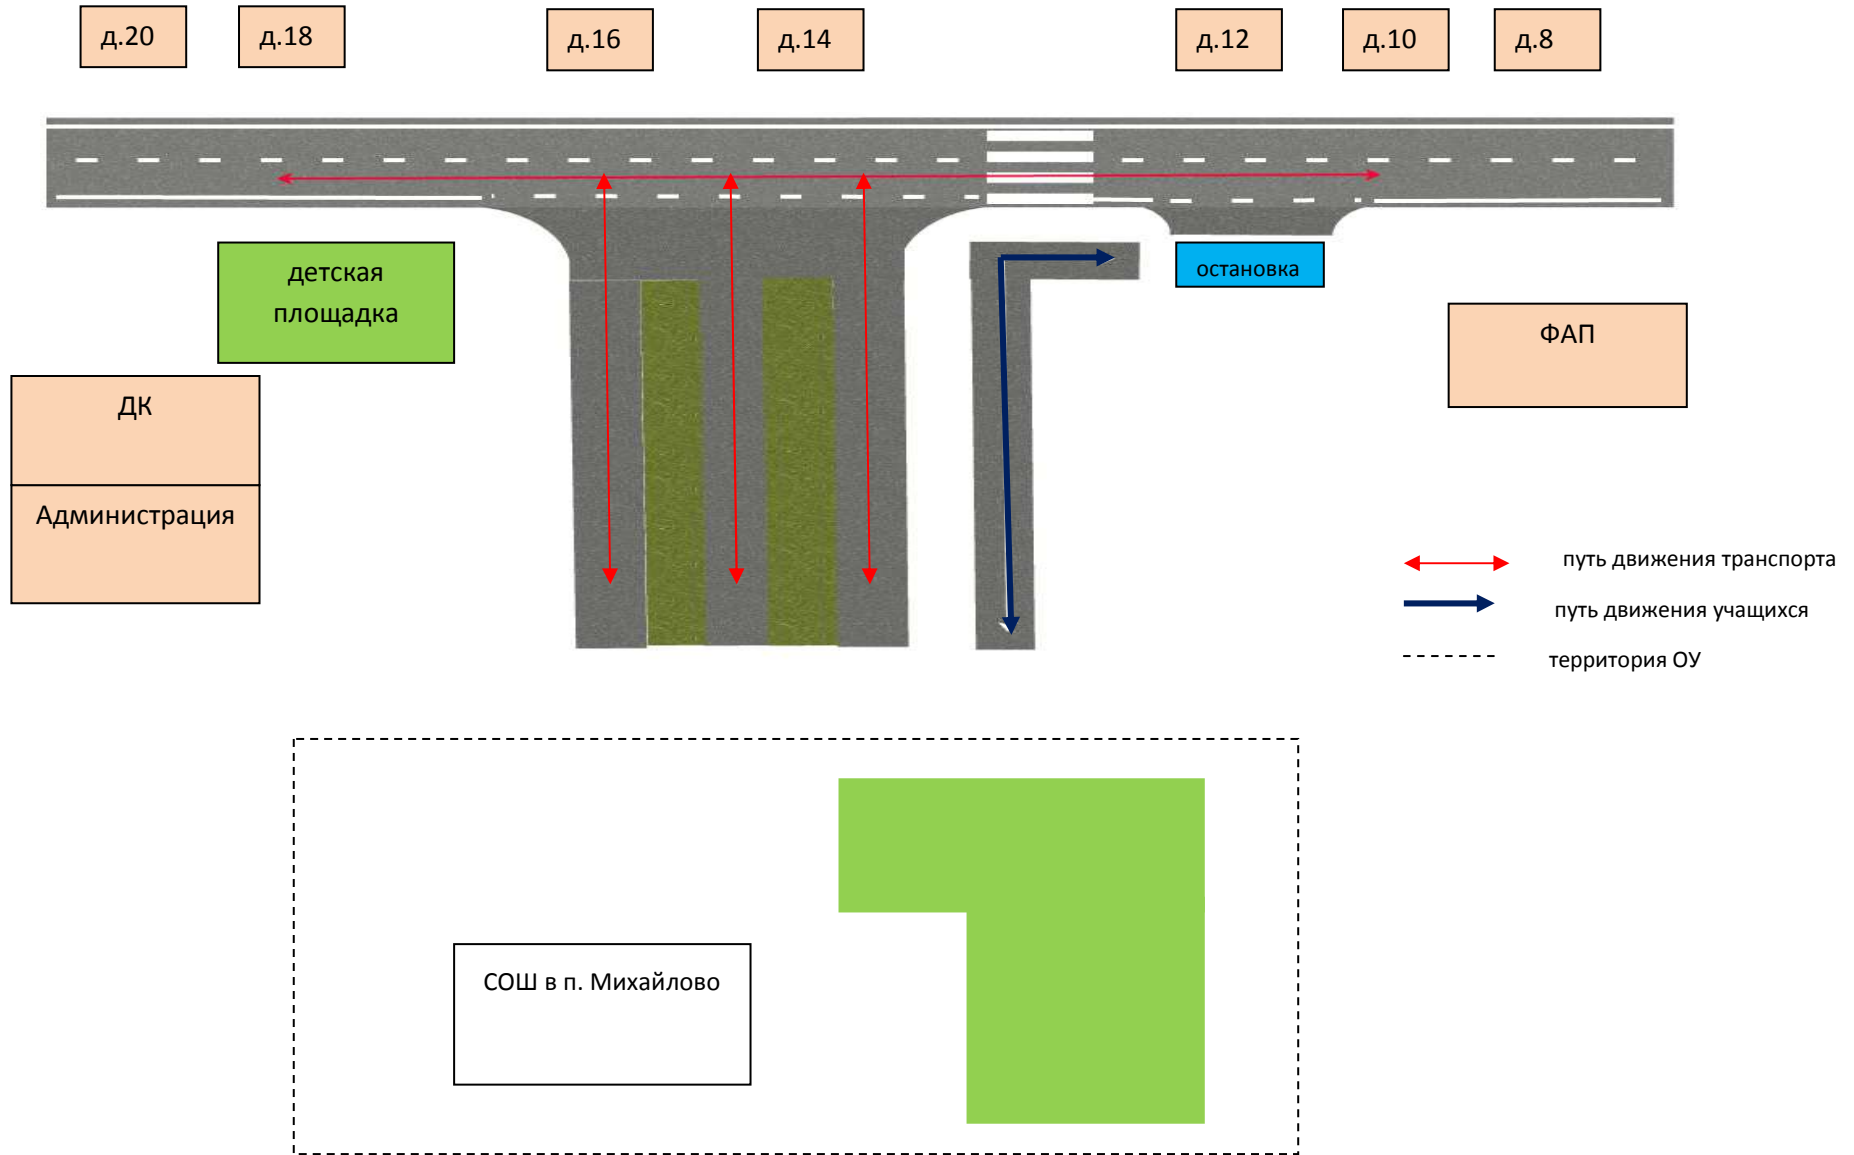 д.20
д.18
д.16
д.14
д.12
д.10
д.8
детская
площадка
остановка
ФАП
ДК
Администрация
путь движения транспорта
путь движения учащихся
территория ОУ
СОШ в п. Михайлово